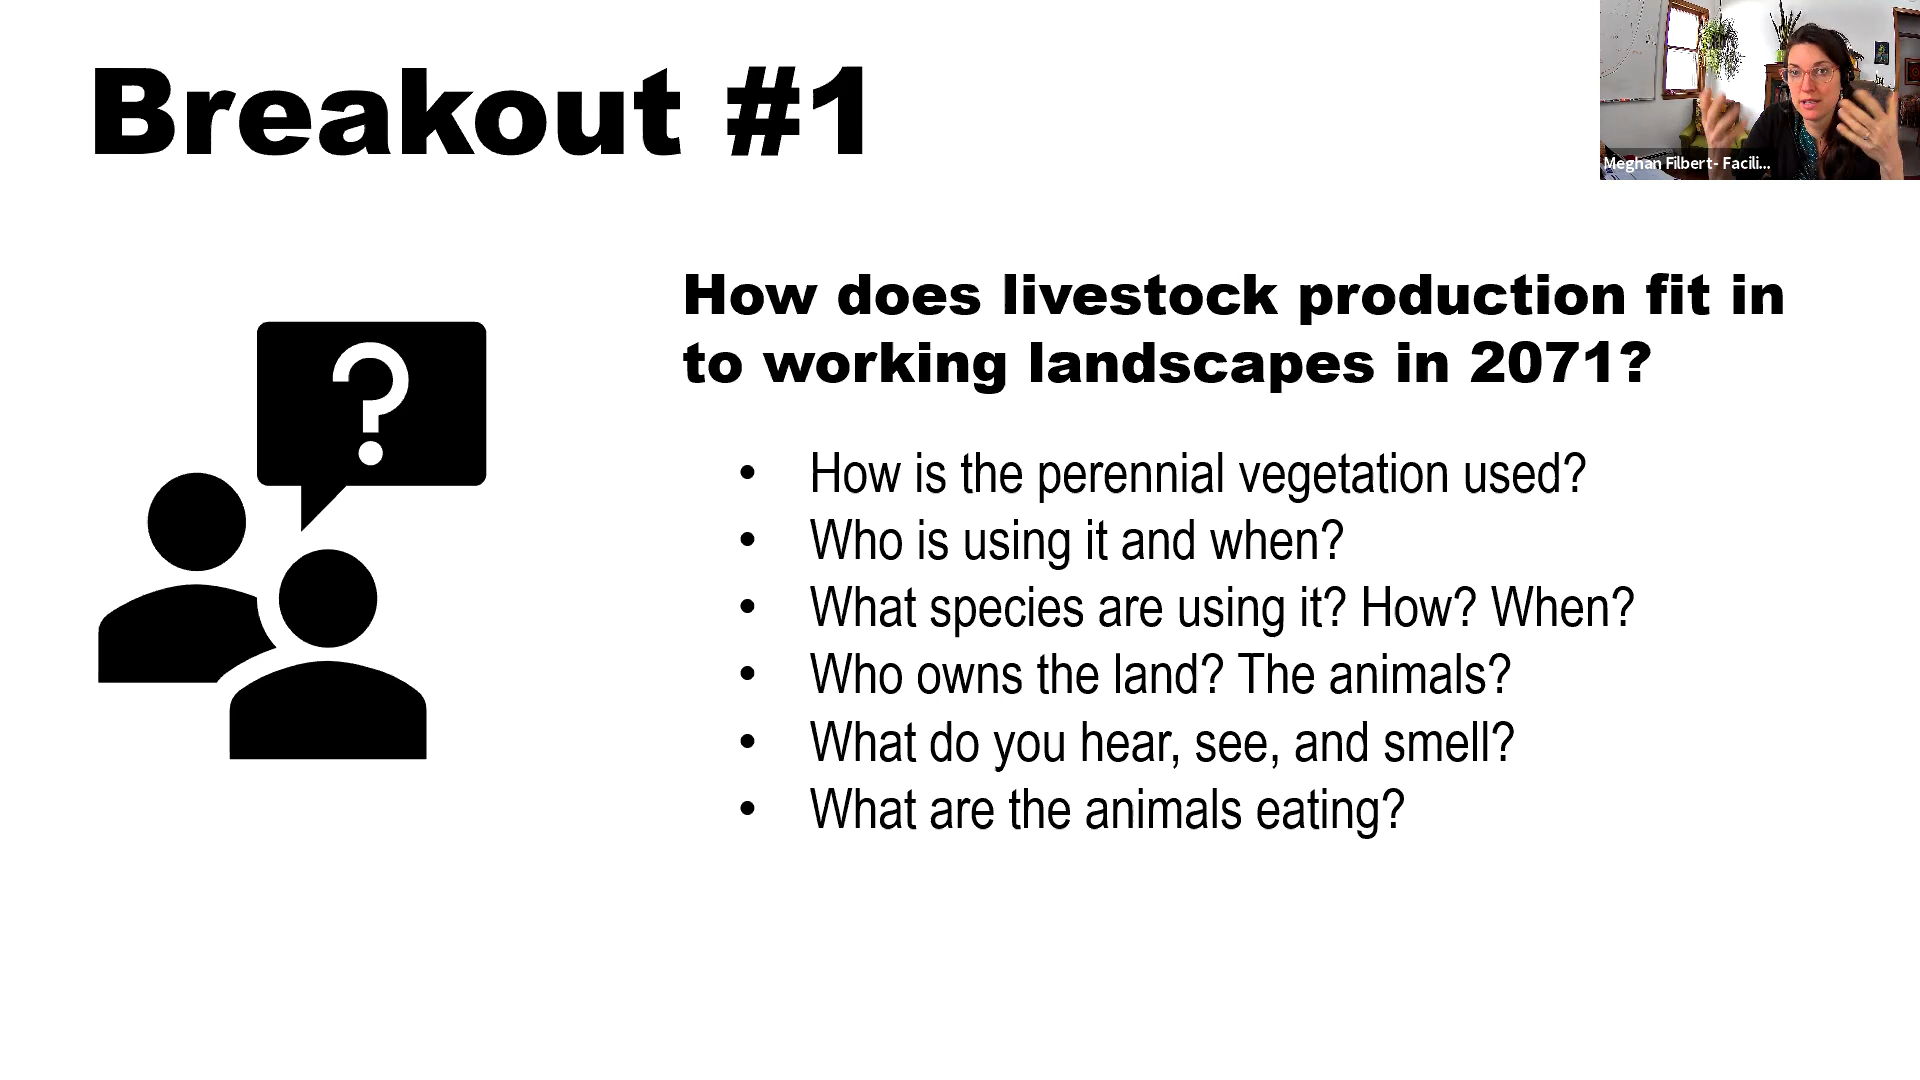 Breakout #1
Meghan Filbert- Facili...
How does livestock production fit in
to working landscapes in 2071?
?
• How is the perennial vegetation used?
• Who is using it and when?
• What species are using it? How? When?
• Who owns the land? The animals?
• What do you hear, see, and smell?
• What are the animals eating?